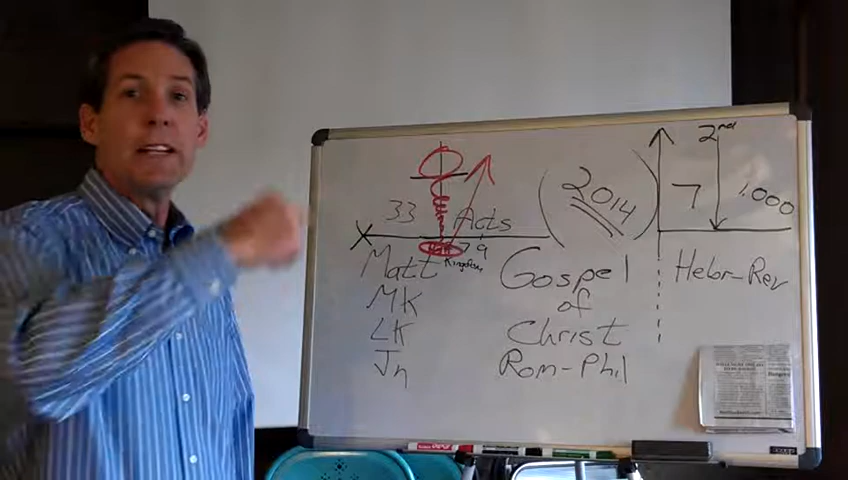 2nd
2014
7
1,000
33
Acts
Matt
Kingdom
79
Gospel
Hebr-Rev
MK
of
LK
Christ
Jn
Rom-Phil